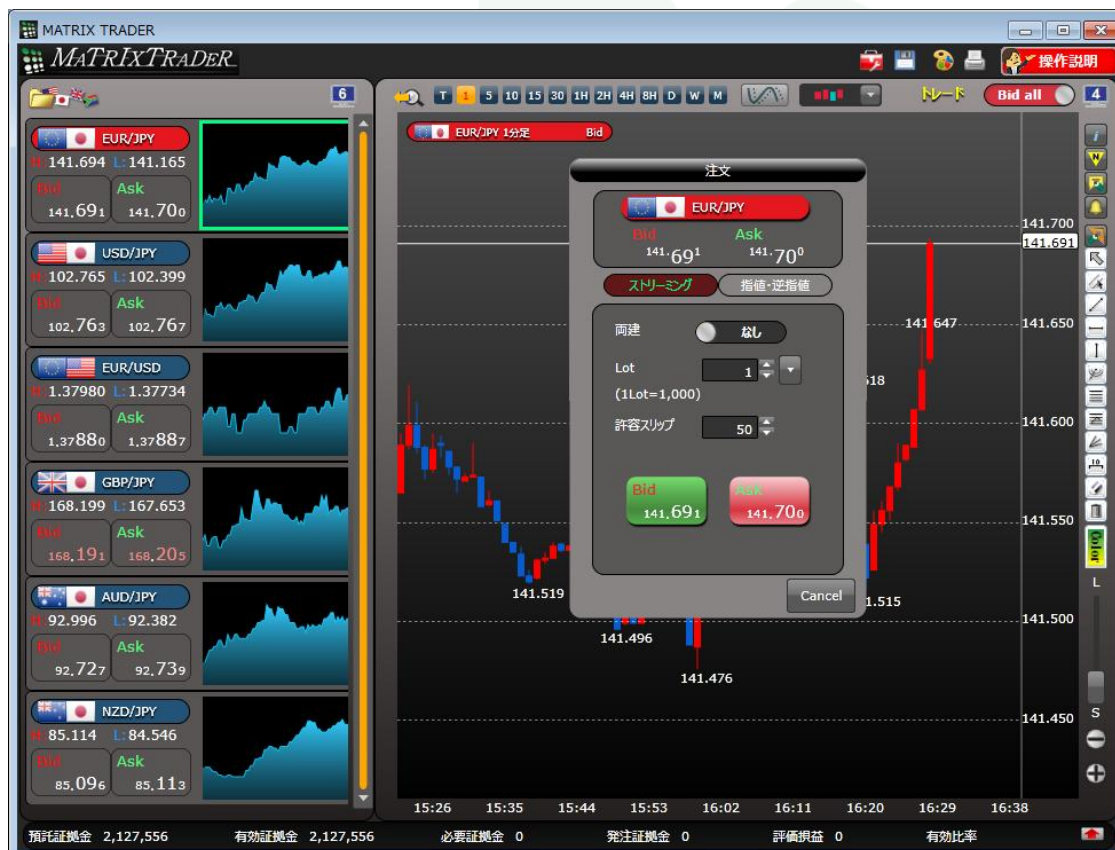 MATRIX TRADER
MATRIXTRADER
操作説明
6
T 1 5 10 15 30 1H 2H 4H 8H D W M
トレード
Bid all
4
EUR/JPY
H:141.694 L:141.165
Bid Ask
141.691 141.700
USD/JPY
H:102.765 L:102.399
Bid Ask
102.763 102.767
EUR/USD
H:1.37980 L:1.37734
Bid Ask
1.37880 1.37887
GBP/JPY
H:168.199 L:167.653
Bid Ask
168.191 168.205
AUD/JPY
H:92.996 L:92.382
Bid Ask
92.727 92.739
NZD/JPY
H:85.114 L:84.546
Bid Ask
85.096 85.113
EUR/JPY 1分足 Bid
注文
EUR/JPY
Bid Ask
141.691 141.700
ストリーミング 指値・逆指値
両建 なし
Lot 1
(1Lot=1,000)
許容スリップ 50
Bid Ask
141.691 141.700
Cancel
141.647
.618
141.519
1.515
141.496
141.476
141.700
141.691
141.650
141.600
141.550
141.500
141.450
i
N
10
Color
L
S
15:26 15:35 15:44 15:53 16:02 16:11 16:20 16:29 16:38
預託証拠金 2,127,556 有効証拠金 2,127,556 必要証拠金 0 発注証拠金 0 評価損益 0 有効比率